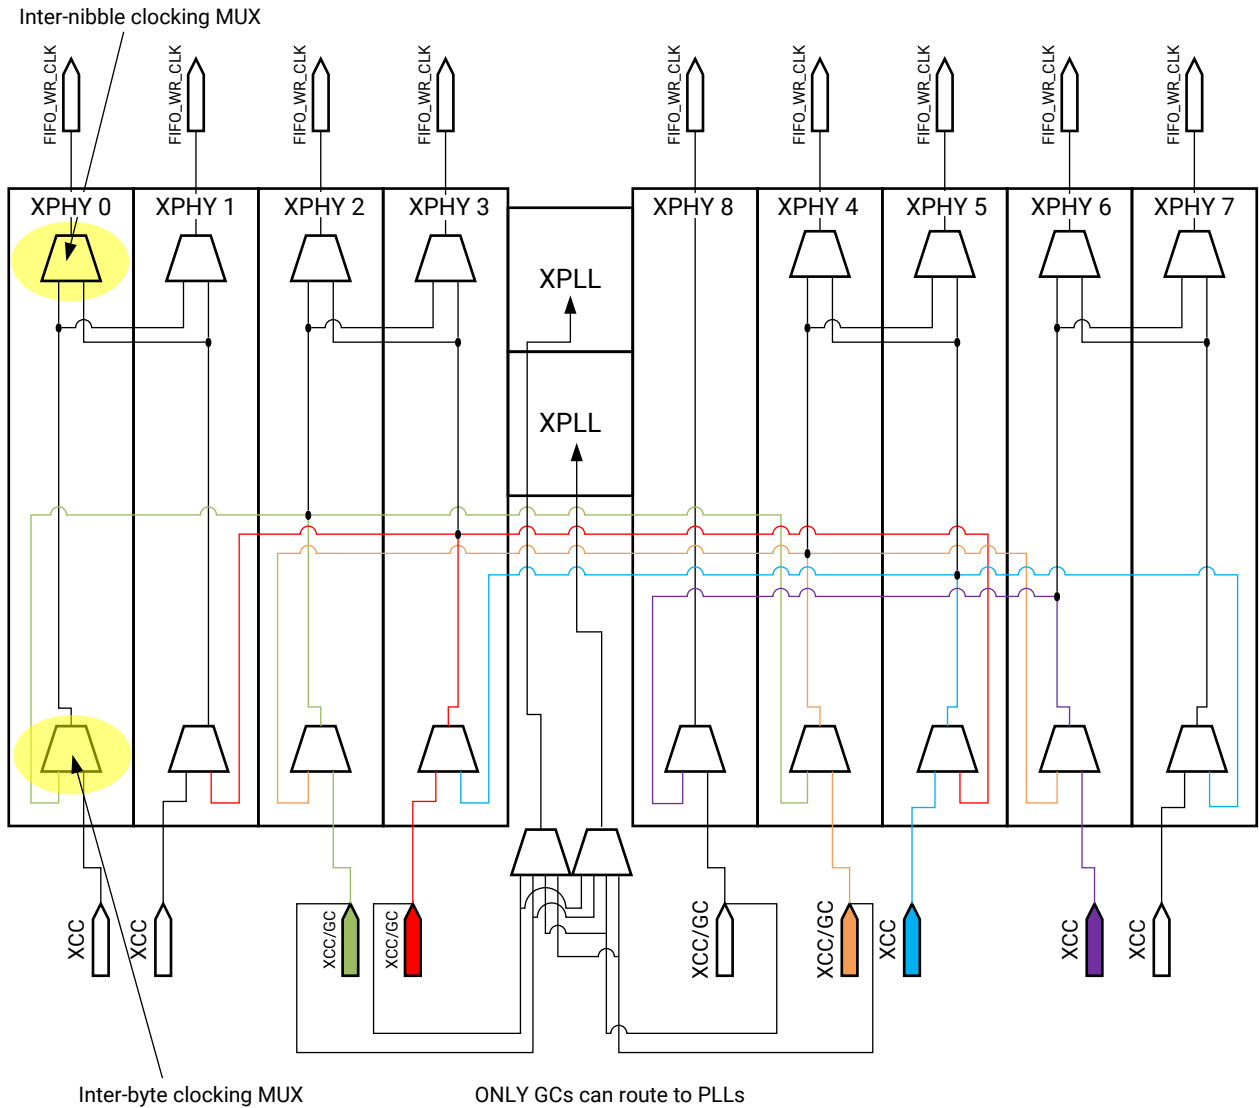 Inter-nibble clocking MUX
FIFO_WR_CLK
FIFO_WR_CLK
FIFO_WR_CLK
FIFO_WR_CLK
FIFO_WR_CLK
FIFO_WR_CLK
FIFO_WR_CLK
FIFO_WR_CLK
FIFO_WR_CLK
XPHY 0
XPHY 1
XPHY 2
XPHY 3
XPHY 8
XPHY 4
XPHY 5
XPHY 6
XPHY 7
XPLL
XPLL
XCC
XCC
XCC/GC
XCC/GC
XCC/GC
XCC/GC
XCC
XCC
XCC
Inter-byte clocking MUX
ONLY GCs can route to PLLs